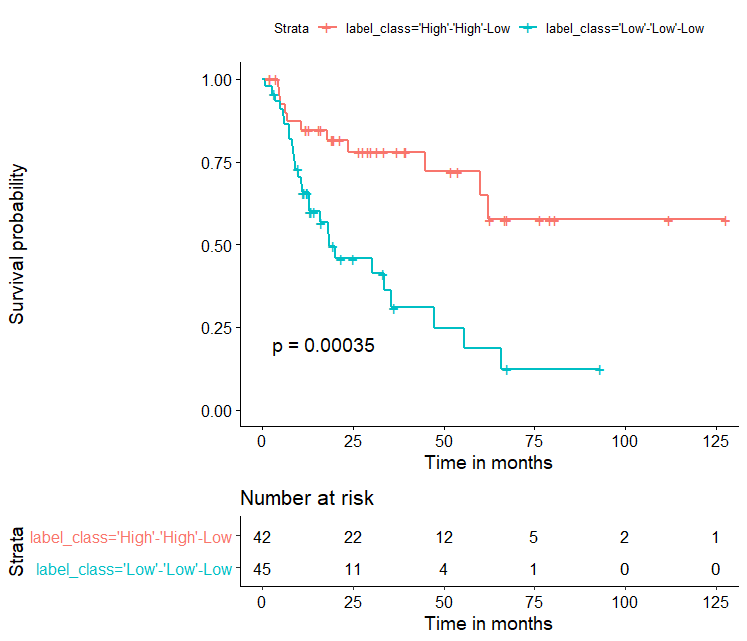 Strata label_class='High'-'High'-Low label_class='Low'-'Low'-Low
Survival probability
1.00
0.75
0.50
0.25
0.00
p = 0.00035
0 25 50 75 100 125
Time in months
Number at risk
Strata
label_class='High'-'High'-Low 42 22 12 5 2 1
label_class='Low'-'Low'-Low 45 11 4 1 0 0
0 25 50 75 100 125
Time in months